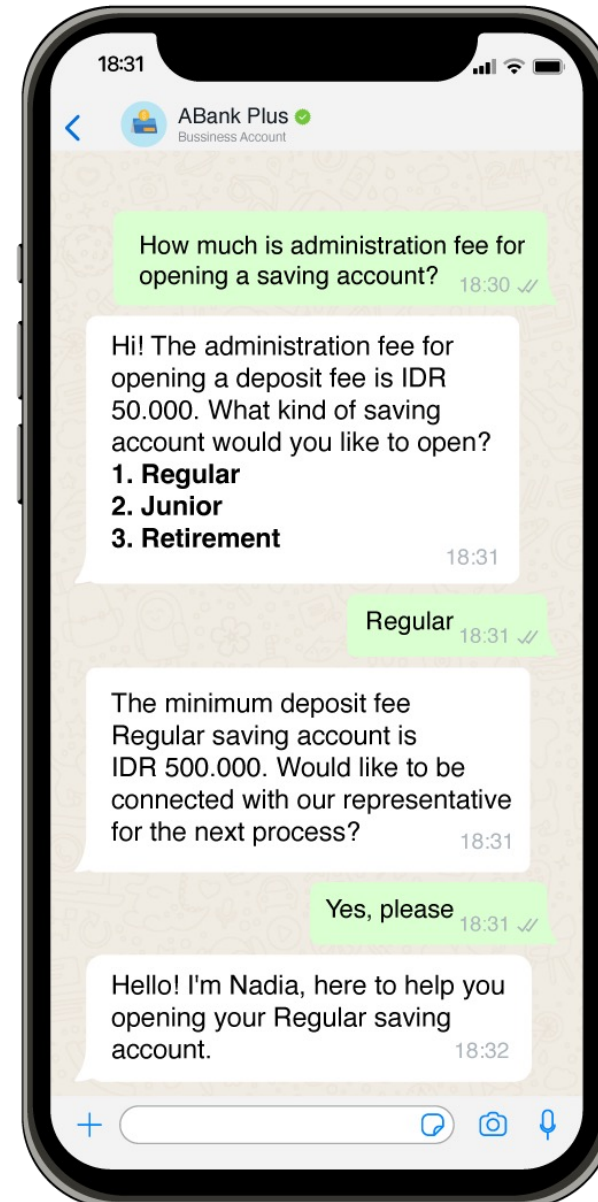 18:31
ABank Plus
Bussiness Account
How much is administration fee for
opening a saving account? 18:30
Hi! The administration fee for
opening a deposit fee is IDR
50.000. What kind of saving
account would you like to open?
1. Regular
2. Junior
3. Retirement
18:31
Regular 18:31
The minimum deposit fee
Regular saving account is
IDR 500.000. Would like to be
connected with our representative
for the next process? 18:31
Yes, please 18:31
Hello! I'm Nadia, here to help you
opening your Regular saving
account. 18:32